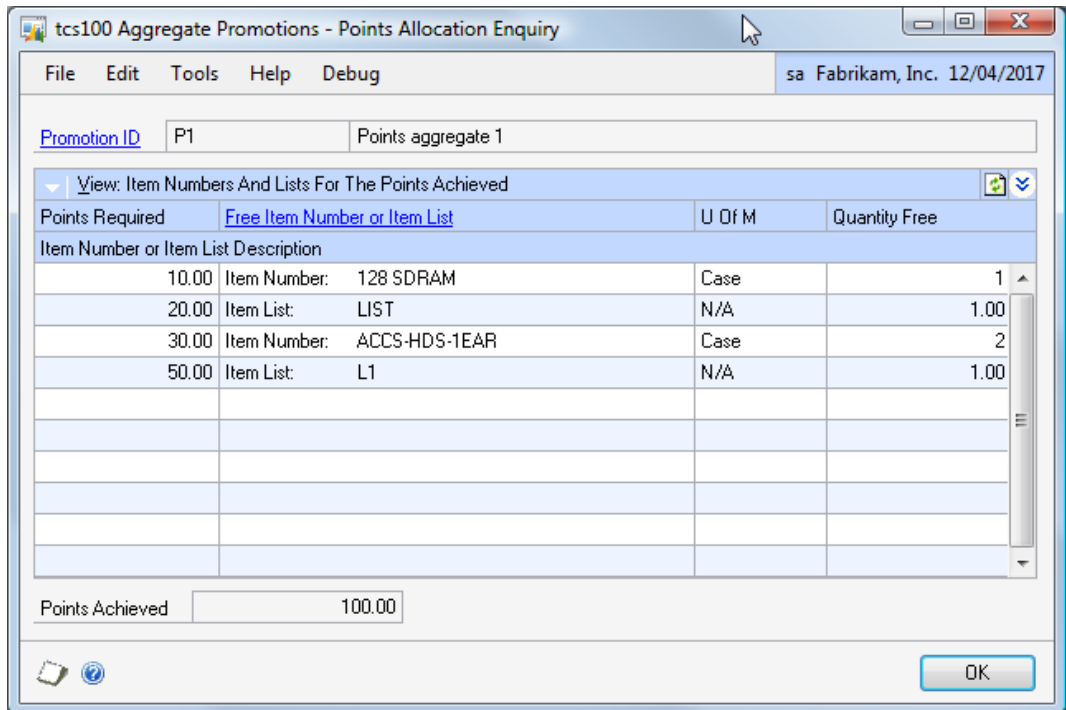 tcs100 Aggregate Promotions - Points Allocation Enquiry
File Edit Tools Help Debug sa Fabrikam, Inc. 12/04/2017
Promotion ID P1 Points aggregate 1
View: Item Numbers And Lists For The Points Achieved
Points Required Free Item Number or Item List U Of M Quantity Free
Item Number or Item List Description
10.00 Item Number: 128 SDRAM Case 1
20.00 Item List: LIST N/A 1.00
30.00 Item Number: ACCS-HDS-1EAR Case 2
50.00 Item List: L1 N/A 1.00
Points Achieved 100.00
OK